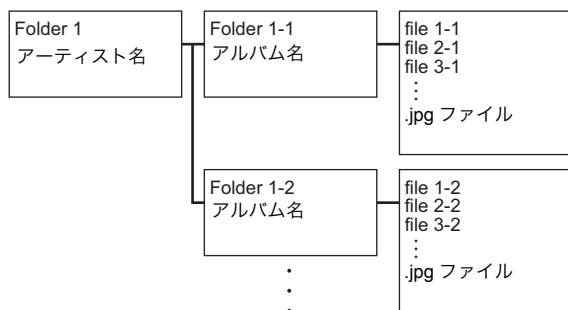 Folder 1
アーティスト名
Folder 1-1
アルバム名
file 1-1
file 2-1
file 3-1
⋮
.jpg ファイル
Folder 1-2
アルバム名
⋮
file 1-2
file 2-2
file 3-2
⋮
.jpg ファイル